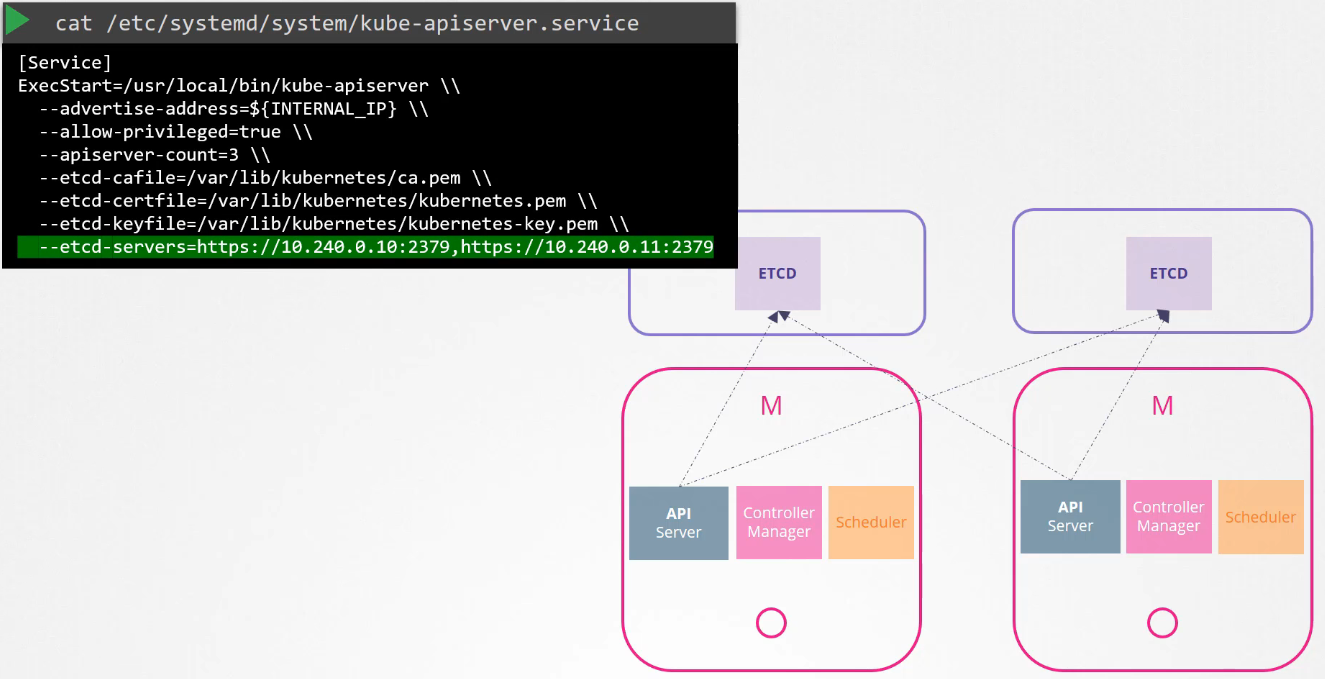 cat /etc/systemd/system/kube-apiserver.service
[Service]
ExecStart=/usr/local/bin/kube-apiserver \\
--advertise-address=${INTERNAL_IP} \\
--allow-privileged=true \\
--apiserver-count=3 \\
--etcd-cafile=/var/lib/kubernetes/ca.pem \\
--etcd-certfile=/var/lib/kubernetes/kubernetes.pem \\
--etcd-keyfile=/var/lib/kubernetes/kubernetes-key.pem \\
--etcd-servers=https://10.240.0.10:2379,https://10.240.0.11:2379
ETCD
ETCD
M
API
Server
Controller
Manager
Scheduler
M
API
Server
Controller
Manager
Scheduler